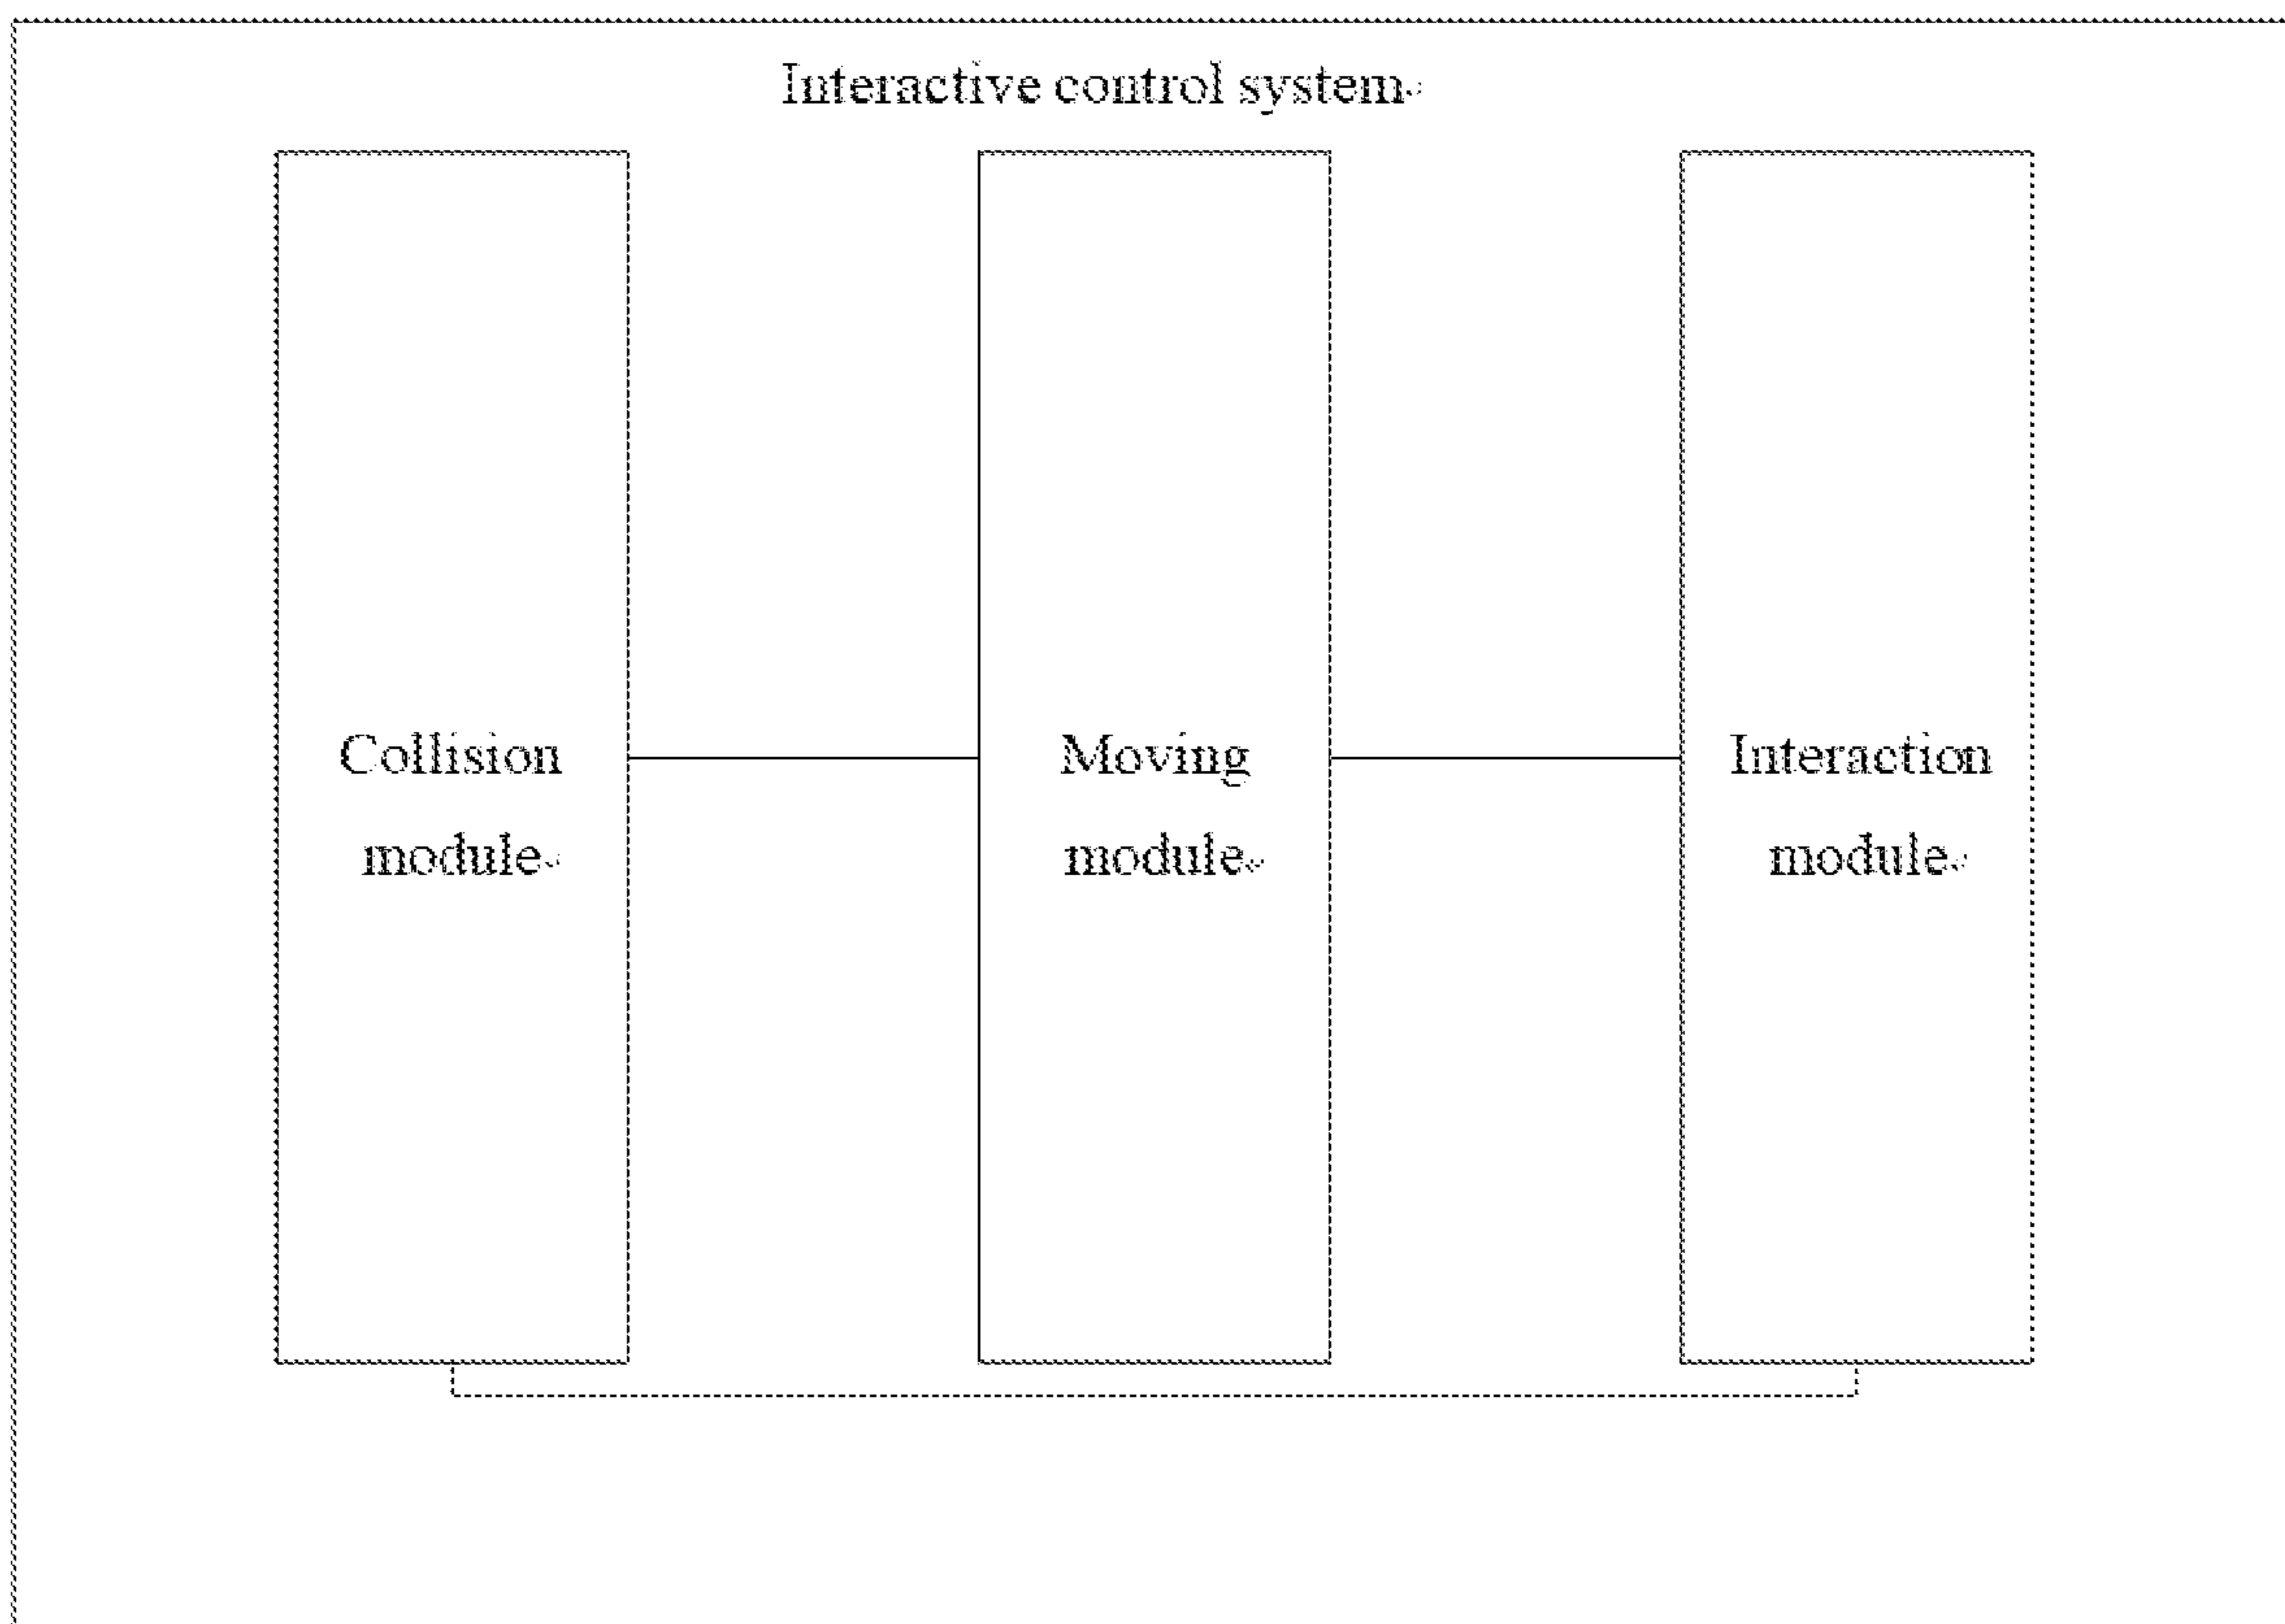 Interactive control system
Collision
module
Moving
module
Interaction
module